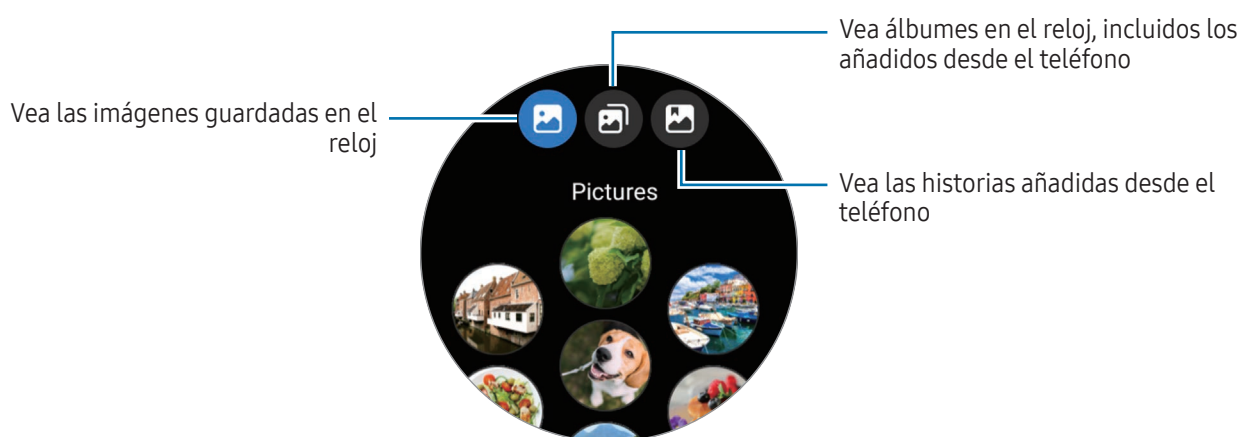 Vea álbumes en el reloj, incluidos los
añadidos desde el teléfono
Vea las imágenes guardadas en el
reloj
Vea las historias añadidas desde el
teléfono
Pictures